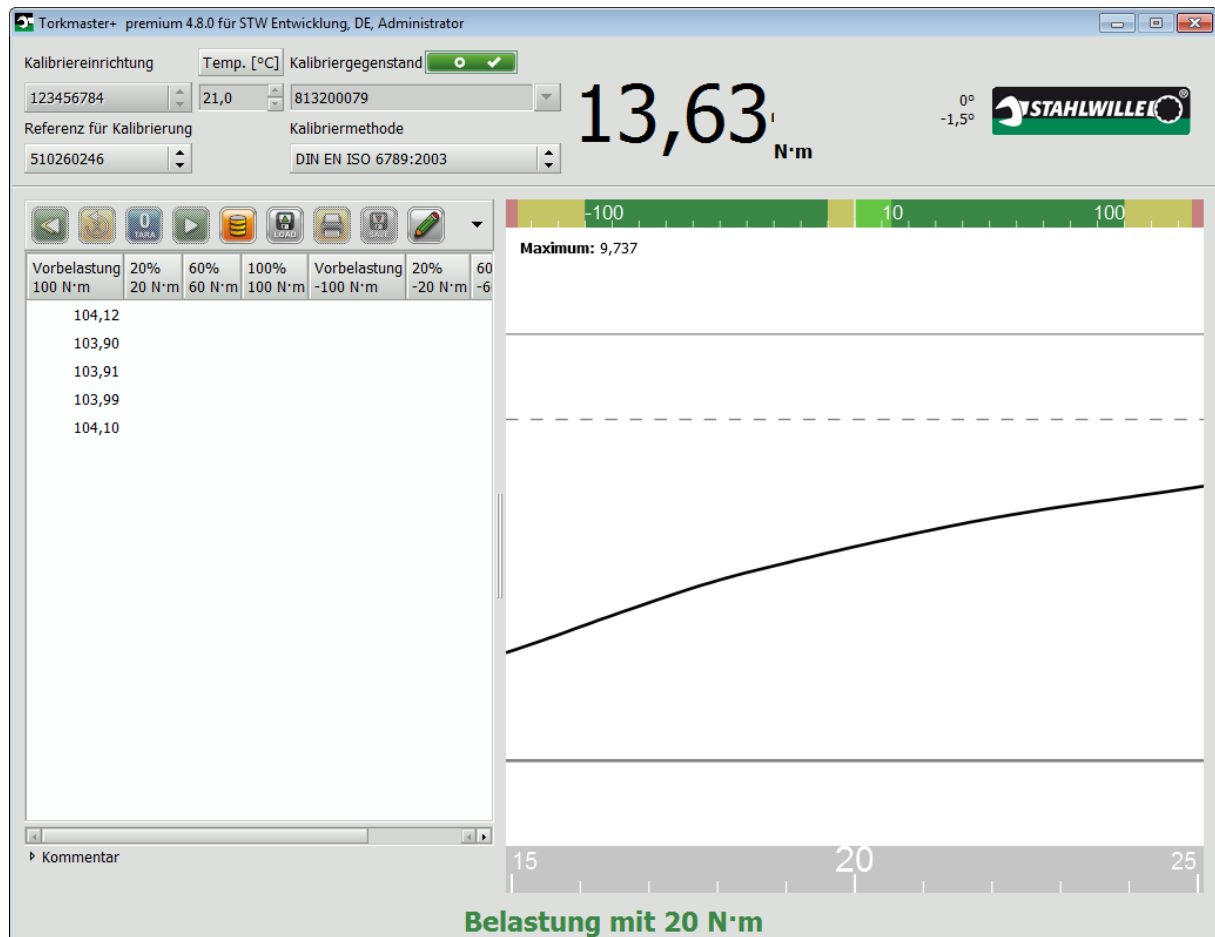 Torkmaster+ premium 4.8.0 für STW Entwicklung, DE, Administrator
Kalibriereinrichtung Temp. [°C] Kalibriergegenstand
123456784 21,0 813200079
Referenz für Kalibrierung Kalibriermethode
510260246 DIN EN ISO 6789:2003
13,63
N·m
0°
-1,5°
STAHLWILLE®
0
TARA
LOAD
SAVE
-100 10 100
Maximum: 9,737
Vorbelastung 20% 60% 100% Vorbelastung 20% 60
100 N·m 20 N·m 60 N·m 100 N·m -100 N·m -20 N·m -6
104,12
103,90
103,91
103,99
104,10
Kommentar
15 20 25
Belastung mit 20 N·m